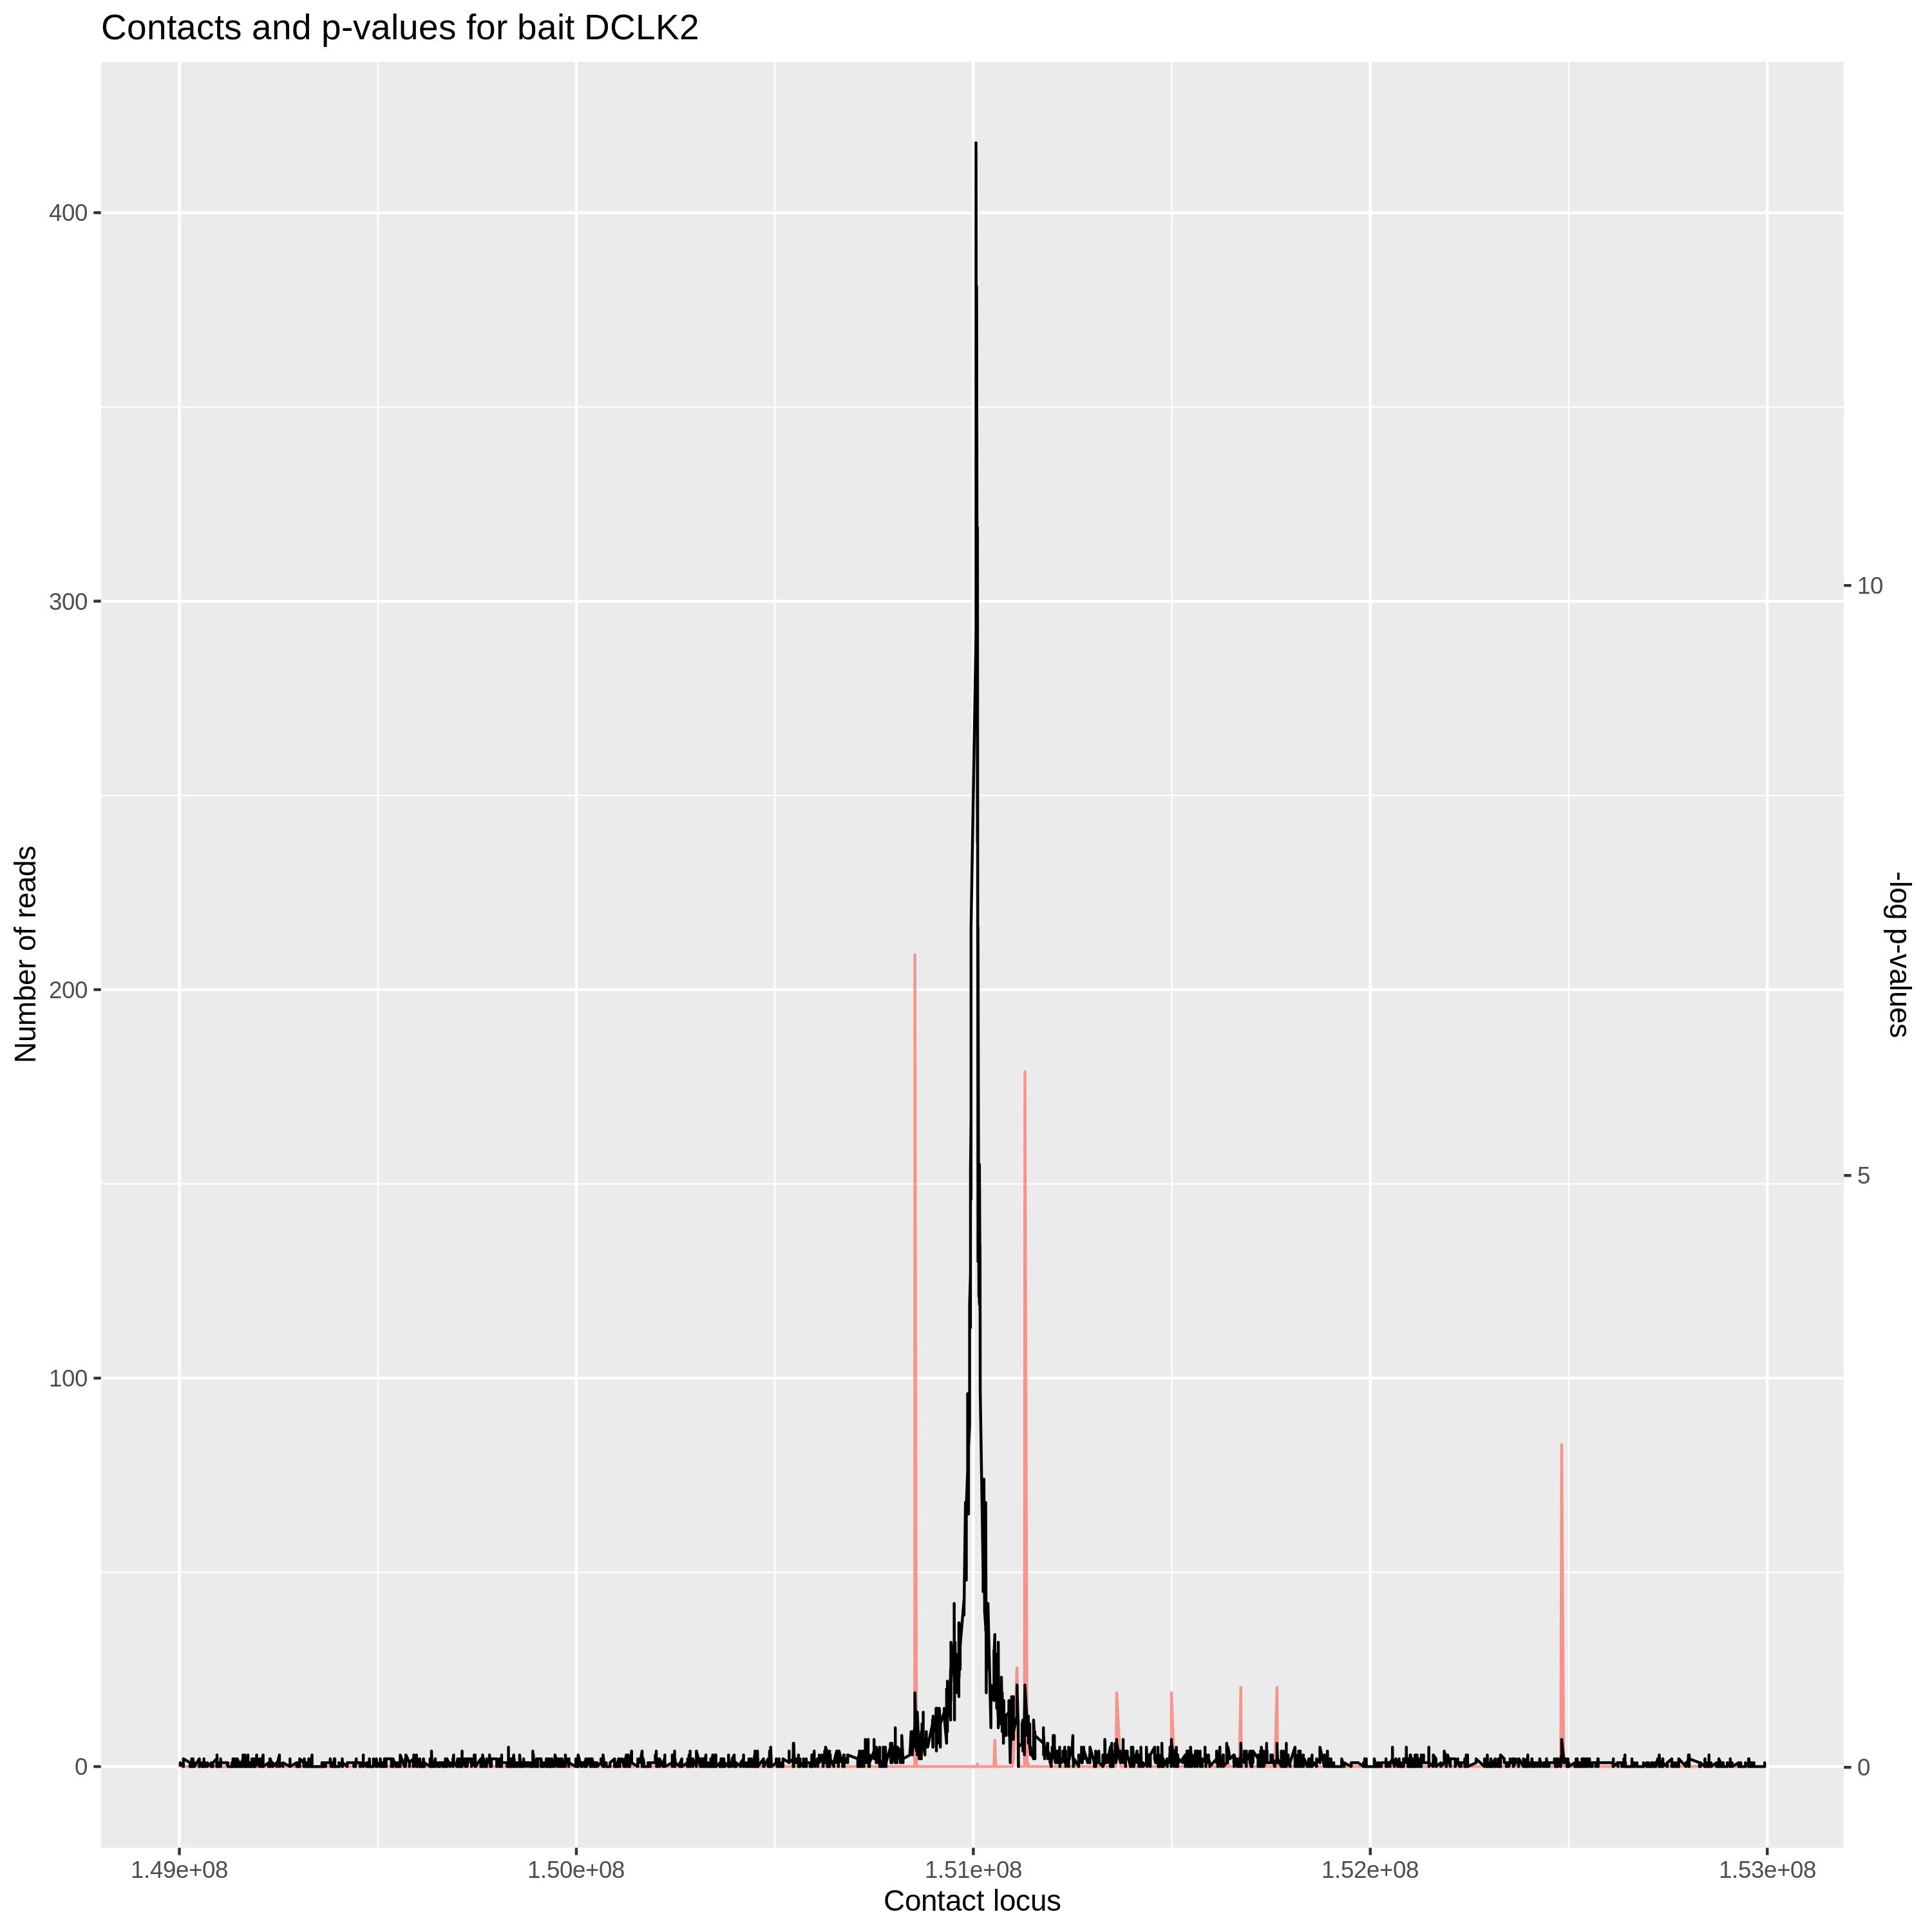 Contacts and p-values for bait DCLK2
400
300
200
100
0
Number of reads
10
5
0
-log p-values
1.49e+08 1.50e+08 1.51e+08 1.52e+08 1.53e+08
Contact locus